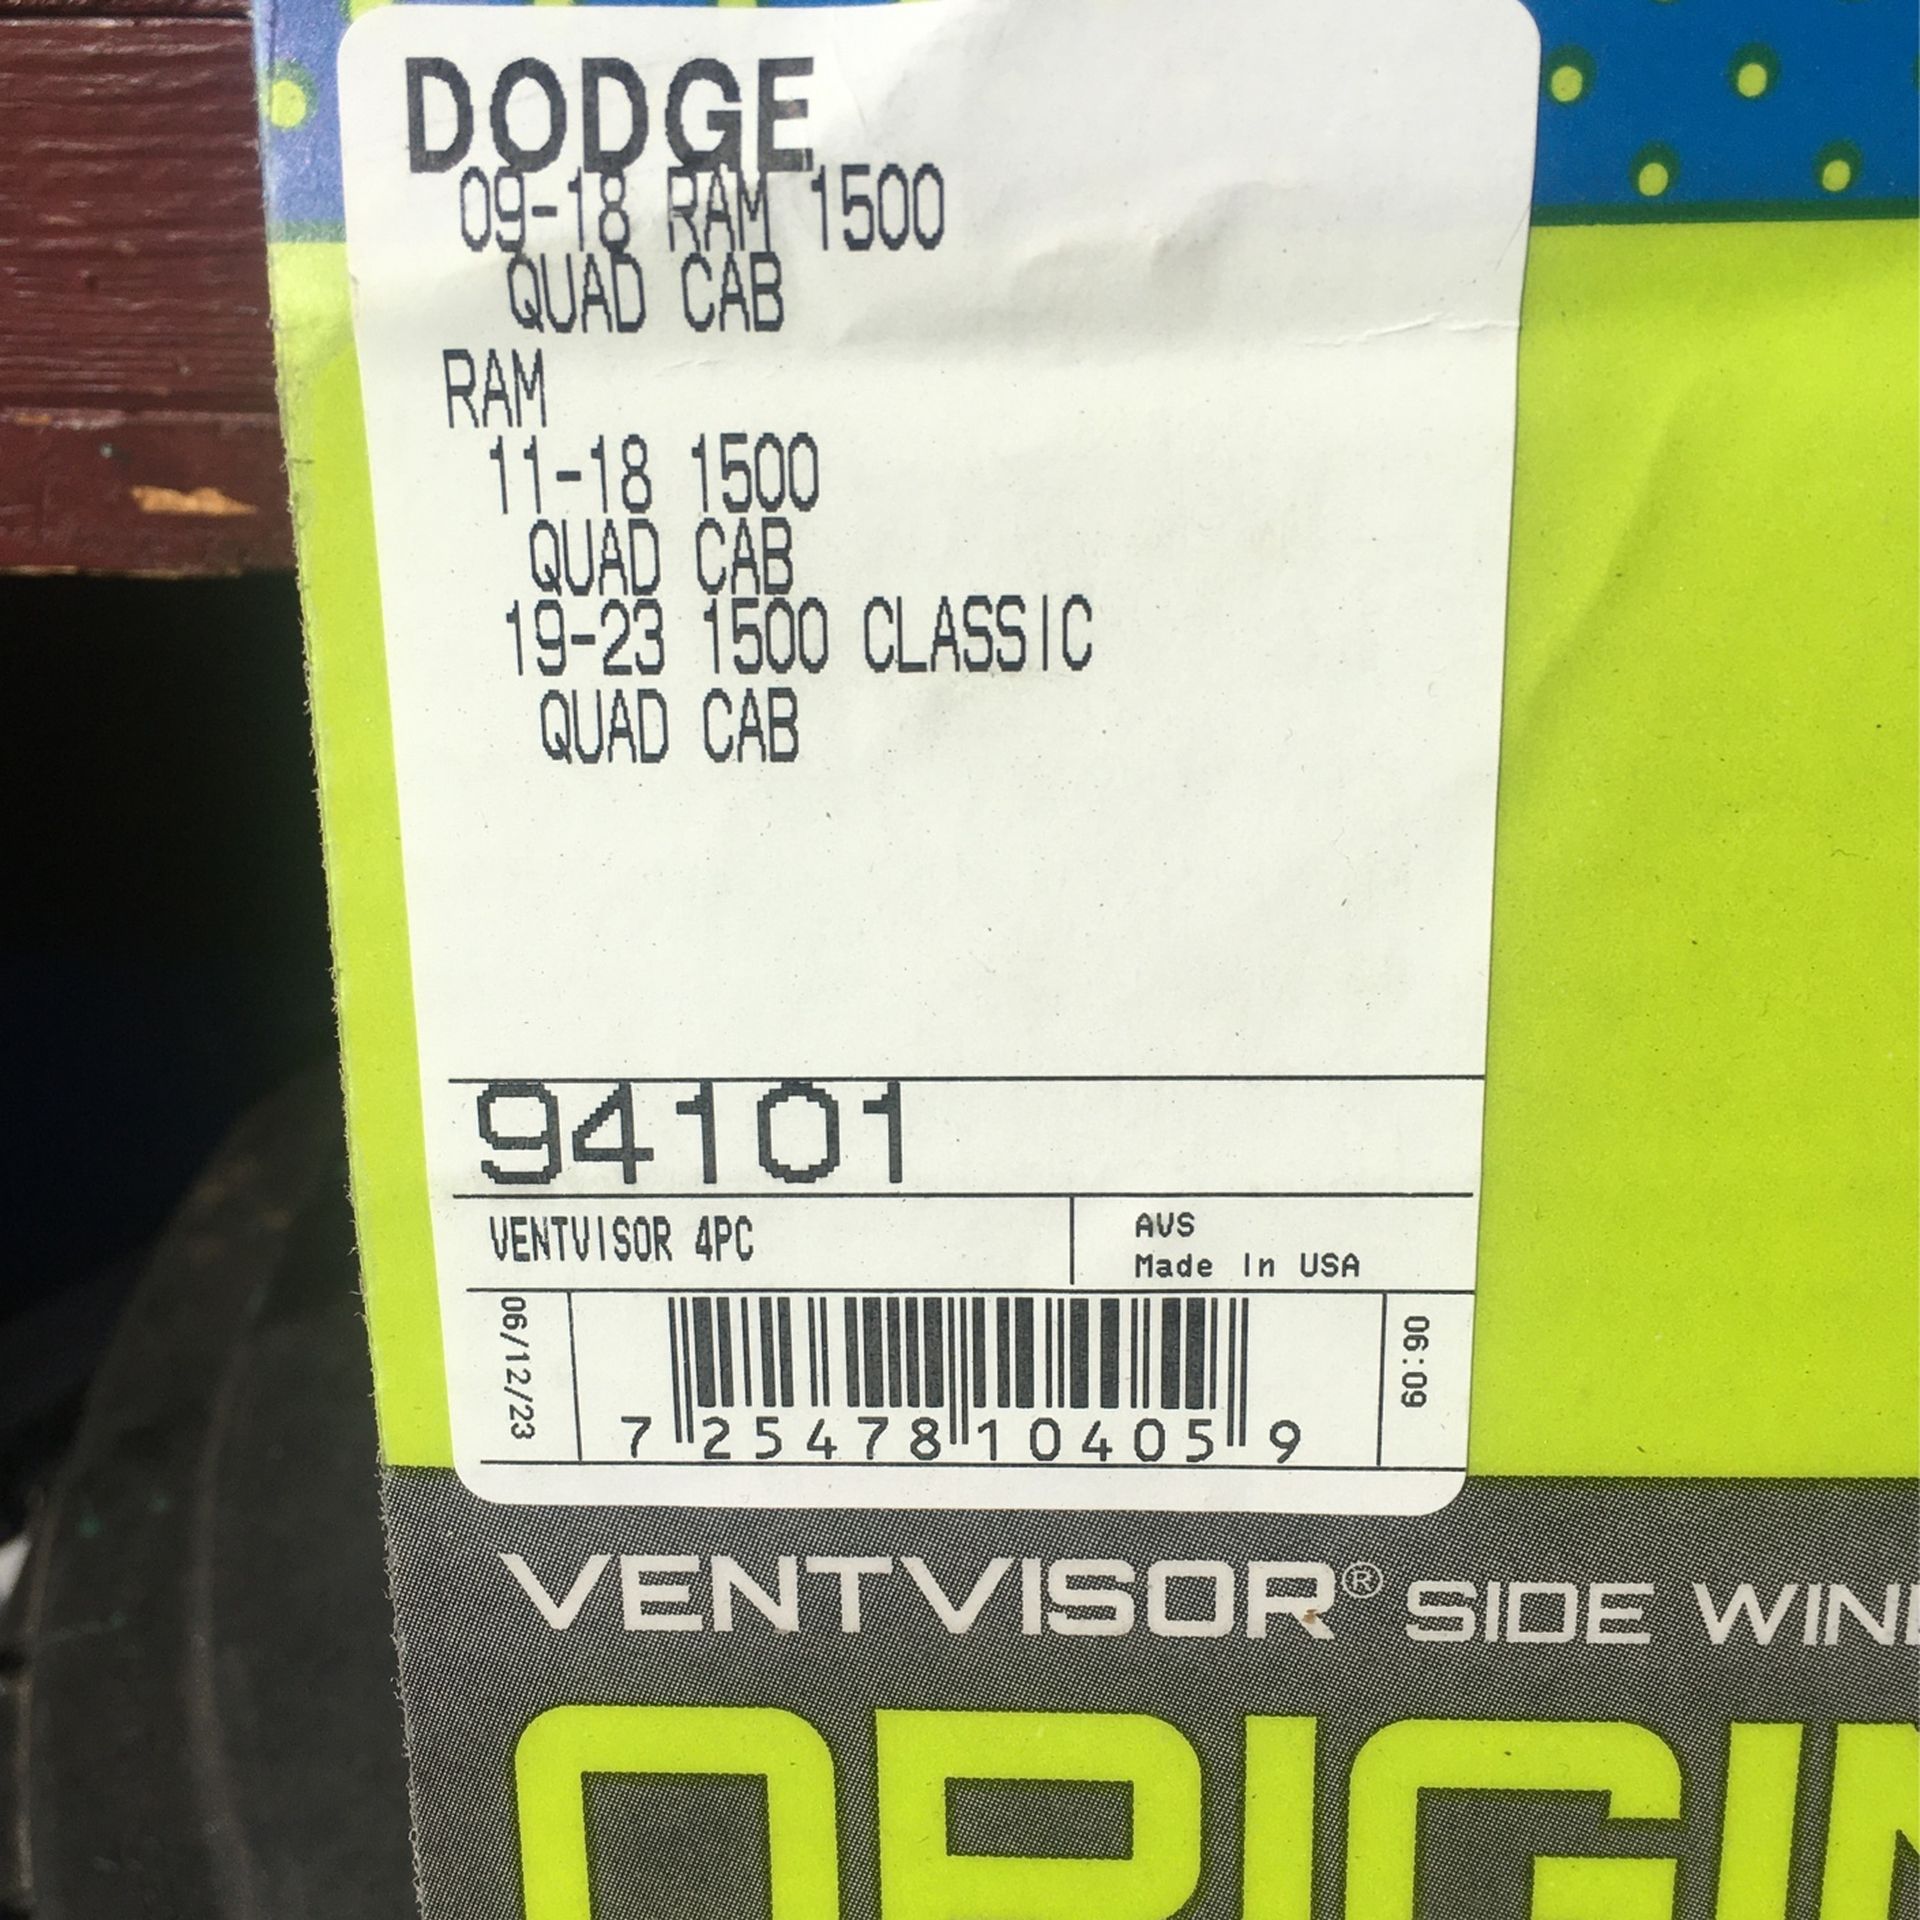 DODGE
09-18 RAM 1500
QUAD CAB
RAM
11-18 1500
QUAD CAB
19-23 1500 CLASSIC
QUAD CAB
94101
VENTVISOR 4PC
AVS
Made In USA
06/12/23
7 25478 10405 9
06:09
VENTVISOR® SIDE WIN
ORIGIN